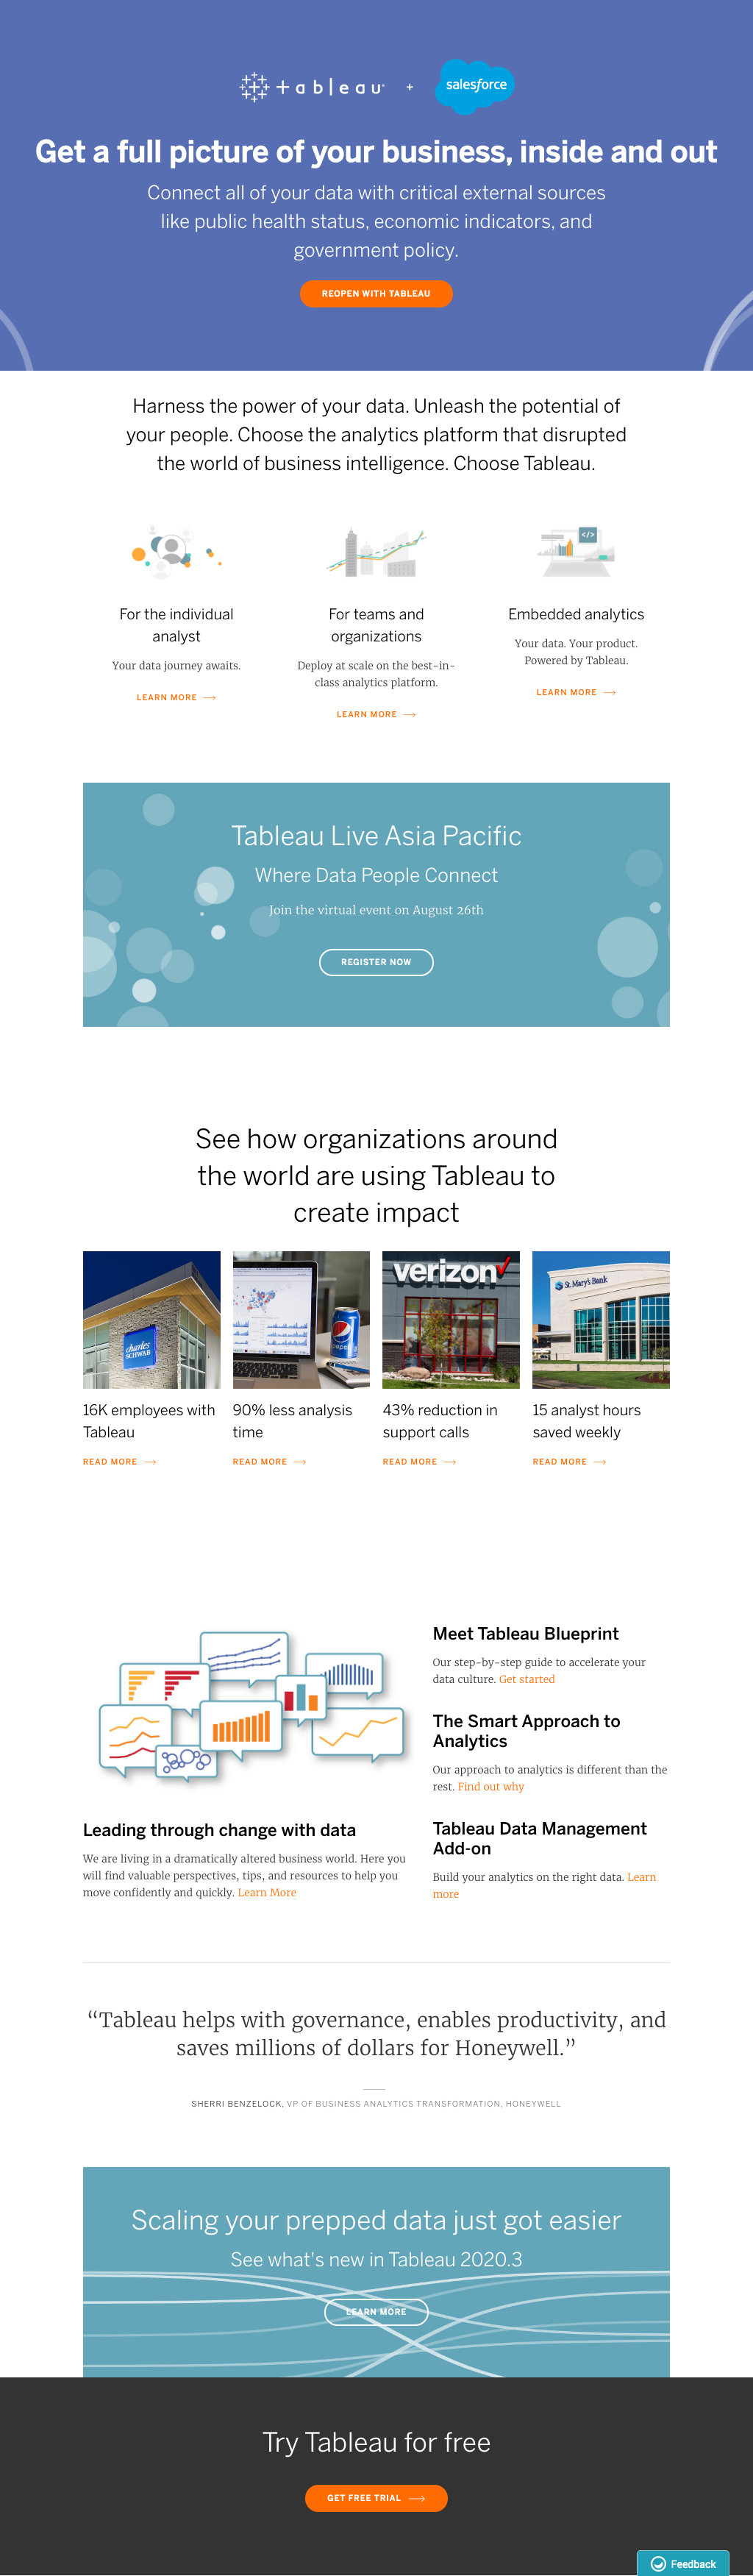 +ableau + salesforce
Get a full picture of your business, inside and out
Connect all of your data with critical external sources
like public health status, economic indicators, and
government policy.
REOPEN WITH TABLEAU
Harness the power of your data. Unleash the potential of
your people. Choose the analytics platform that disrupted
the world of business intelligence. Choose Tableau.
</>
For the individual
analyst
Your data journey awaits.
LEARN MORE
For teams and
organizations
Deploy at scale on the best-in-
class analytics platform.
LEARN MORE
Embedded analytics
Your data. Your product.
Powered by Tableau.
LEARN MORE
Tableau Live Asia Pacific
Where Data People Connect
Join the virtual event on August 26th
REGISTER NOW
See how organizations around
the world are using Tableau to
create impact
charles
SCHWAB
pepsi
verizon
St. Mary's Bank
16K employees with
Tableau
READ MORE
90% less analysis
time
READ MORE
43% reduction in
support calls
READ MORE
15 analyst hours
saved weekly
READ MORE
Leading through change with data
We are living in a dramatically altered business world. Here you
will find valuable perspectives, tips, and resources to help you
move confidently and quickly. Learn More
Meet Tableau Blueprint
Our step-by-step guide to accelerate your
data culture. Get started
The Smart Approach to
Analytics
Our approach to analytics is different than the
rest. Find out why
Tableau Data Management
Add-on
Build your analytics on the right data. Learn
more
“Tableau helps with governance, enables productivity, and
saves millions of dollars for Honeywell.”
SHERRI BENZELOCK, VP OF BUSINESS ANALYTICS TRANSFORMATION, HONEYWELL
Scaling your prepped data just got easier
See what's new in Tableau 2020.3
LEARN MORE
Try Tableau for free
GET FREE TRIAL
Feedback